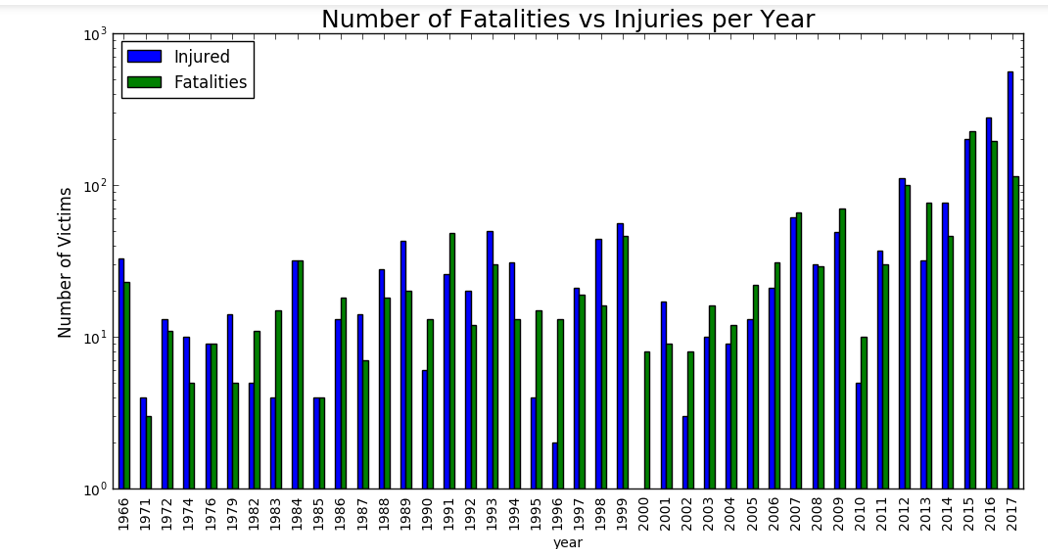 Number of Fatalities vs Injuries per Year
10³
Injured
Fatalities
10²
10¹
10⁰
Number of Victims
1966 1971 1972 1974 1976 1979 1982 1983 1984 1985 1986 1987 1988 1989 1990 1991 1992 1993 1994 1995 1996 1997 1998 1999 2000 2001 2002 2003 2004 2005 2006 2007 2008 2009 2010 2011 2012 2013 2014 2015 2016 2017
year